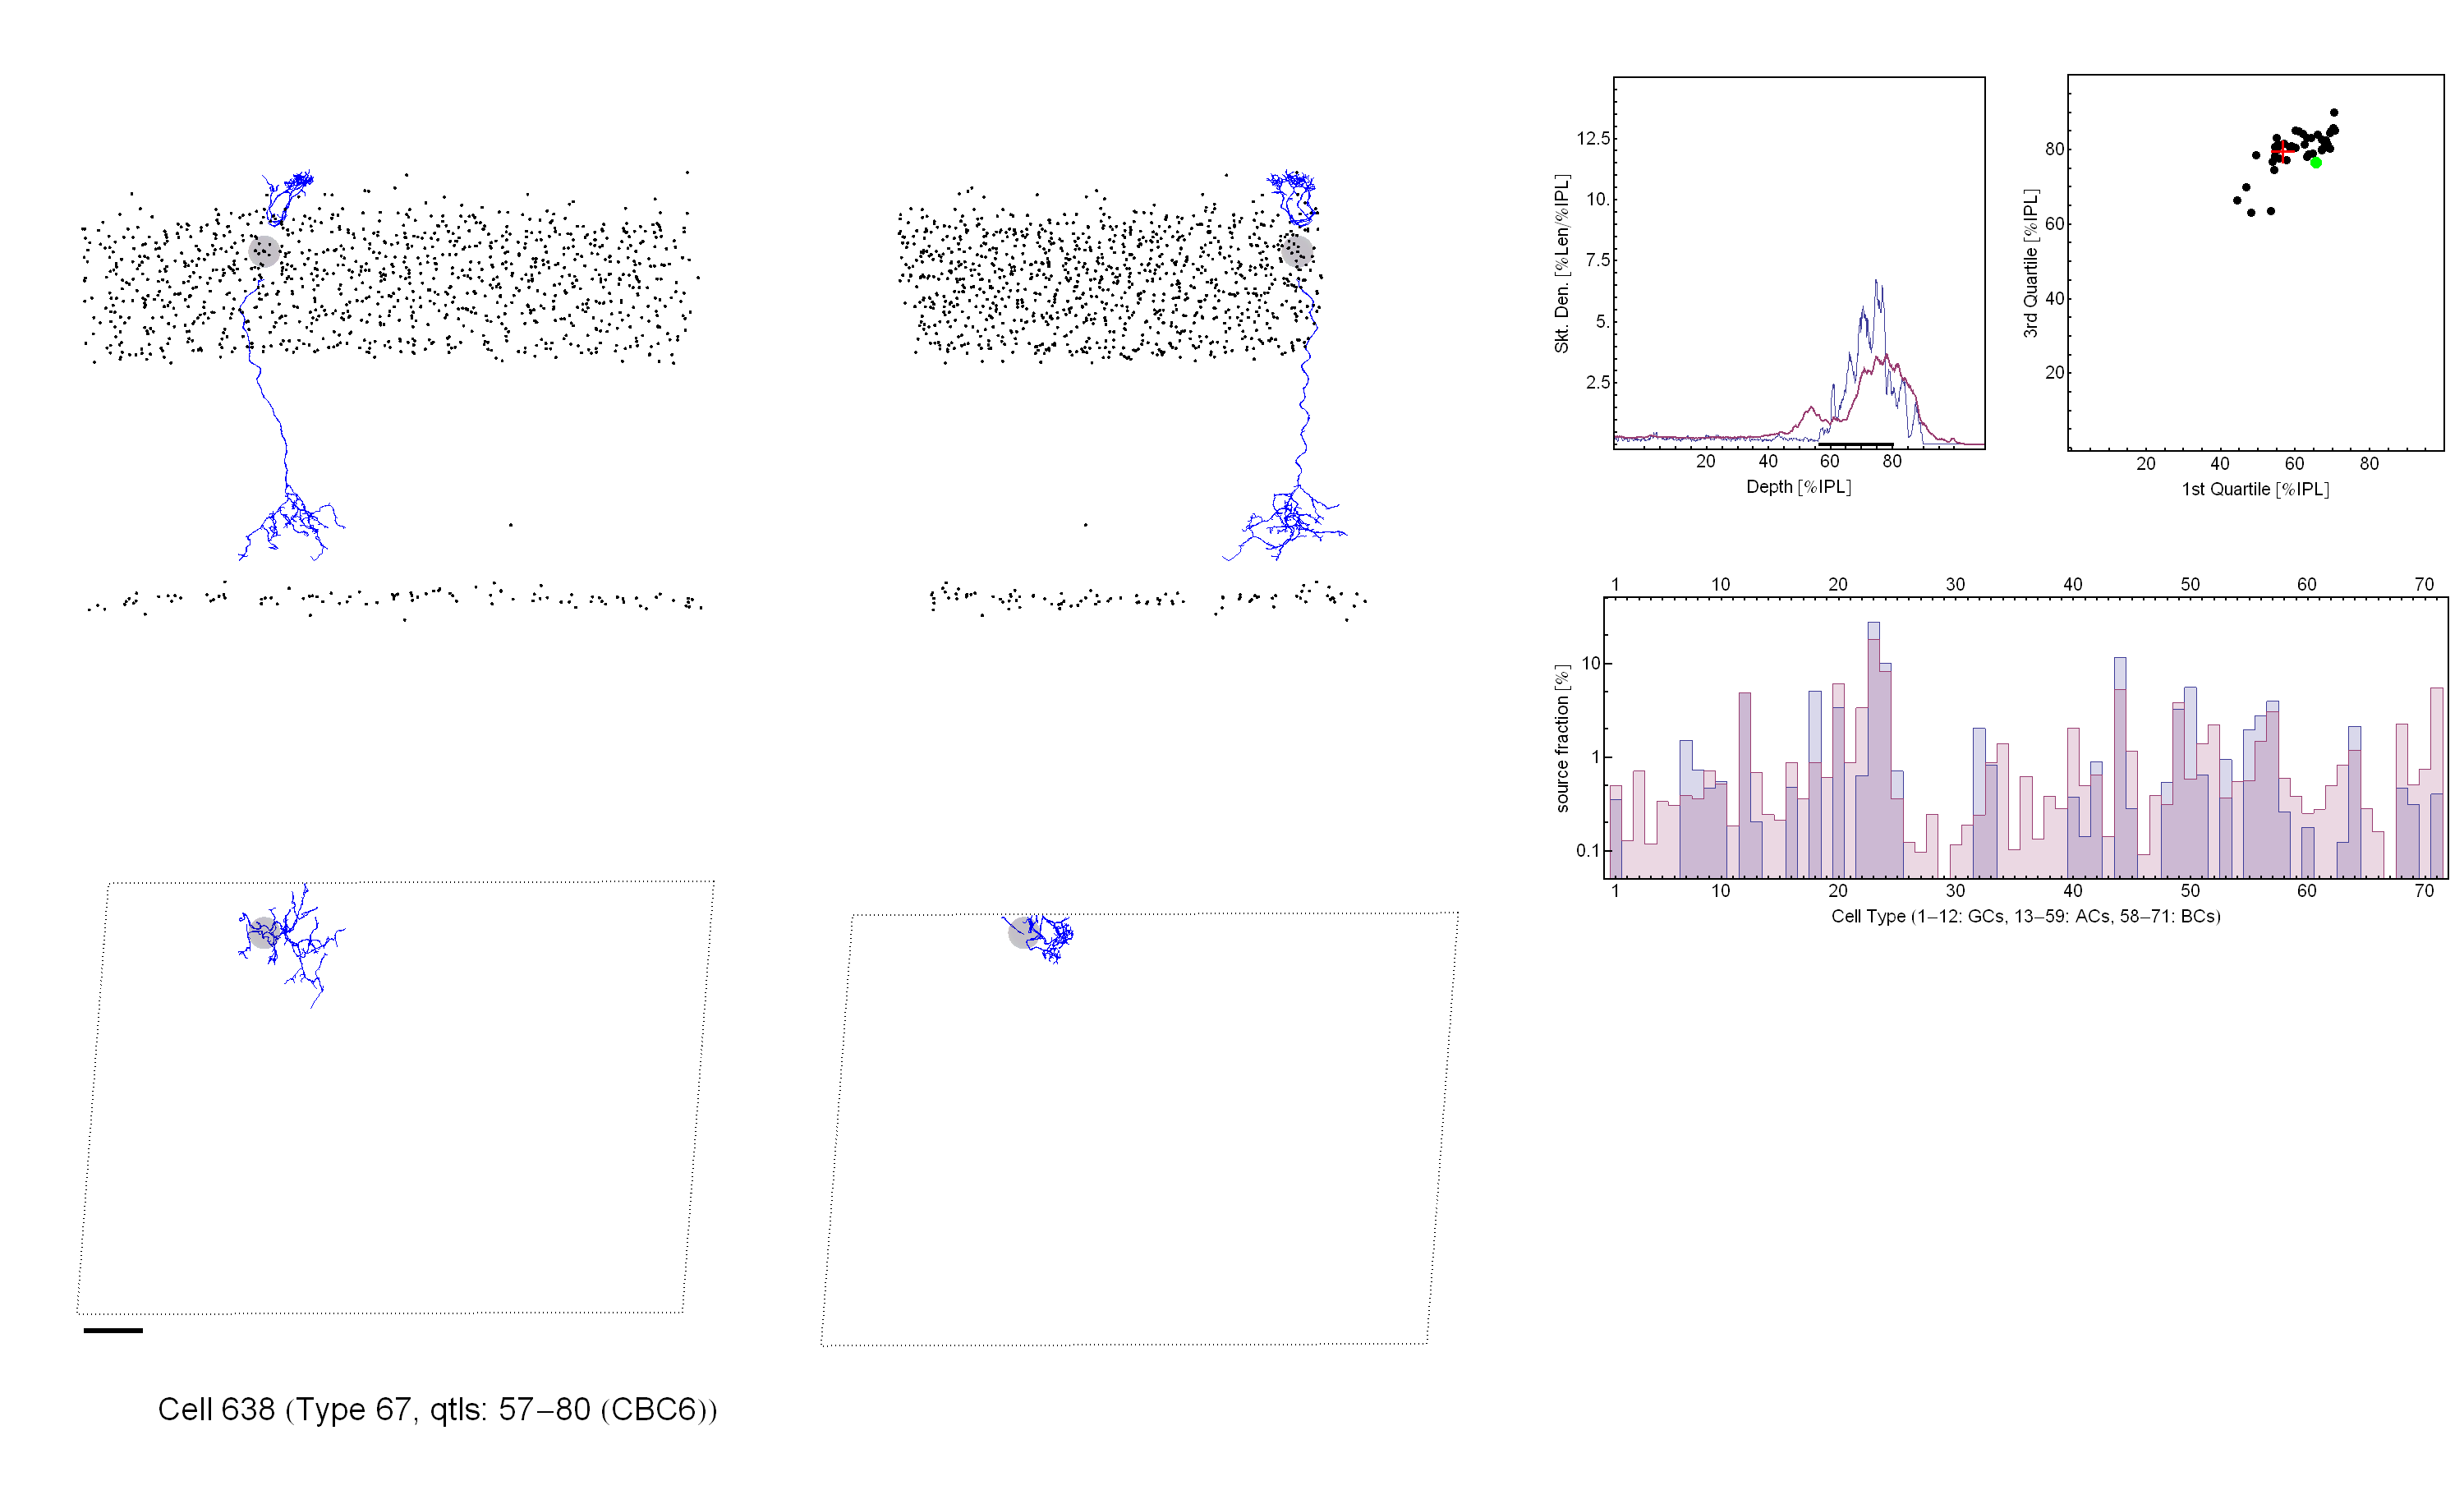 12.5
10.
7.5
5.
2.5
Skt. Den. [%Len/%IPL]
20 40 60 80
Depth [%IPL]
80
60
40
20
3rd Quartile [%IPL]
20 40 60 80
1st Quartile [%IPL]
1 10 20 30 40 50 60 70
10
1
0.1
source fraction [%]
1 10 20 30 40 50 60 70
Cell Type (1–12: GCs, 13–59: ACs, 58–71: BCs)
Cell 638 (Type 67, qtls: 57–80 (CBC6))